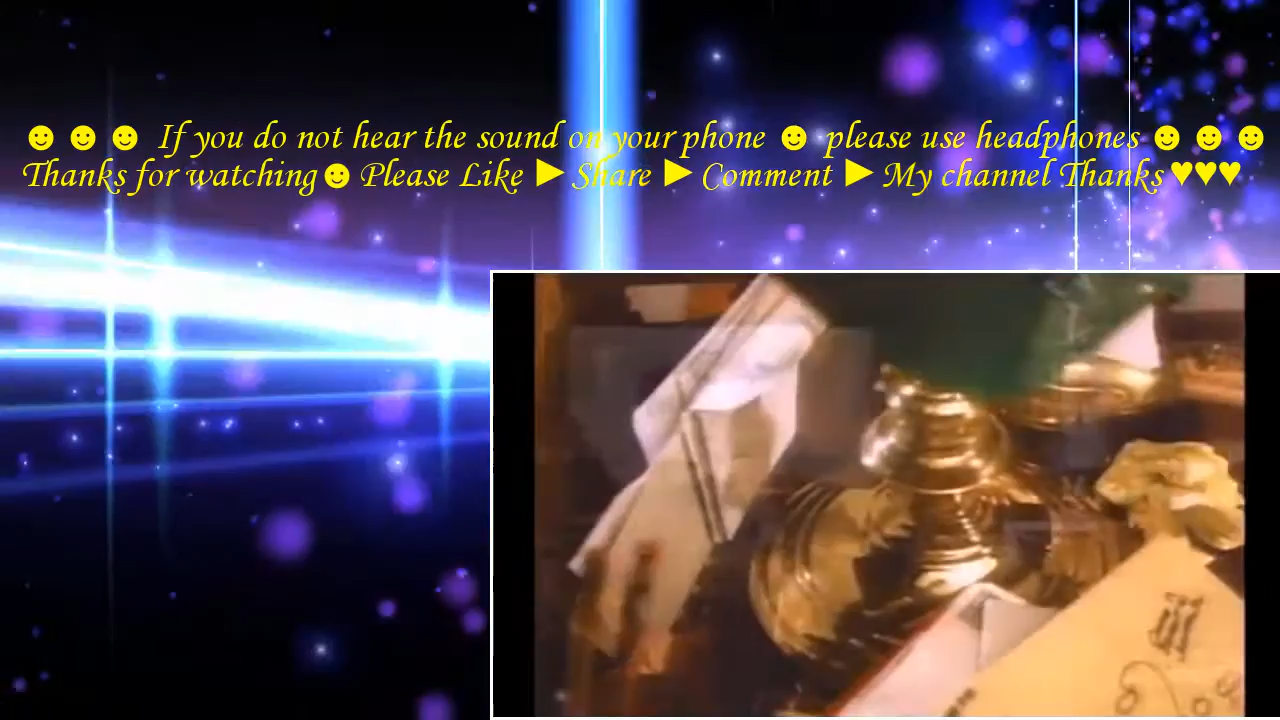 ☻☻☻ If you do not hear the sound on your phone ☻ please use headphones ☻☻☻
Thanks for watching☻Please Like ►Share ►Comment ►My channel Thanks♥♥♥